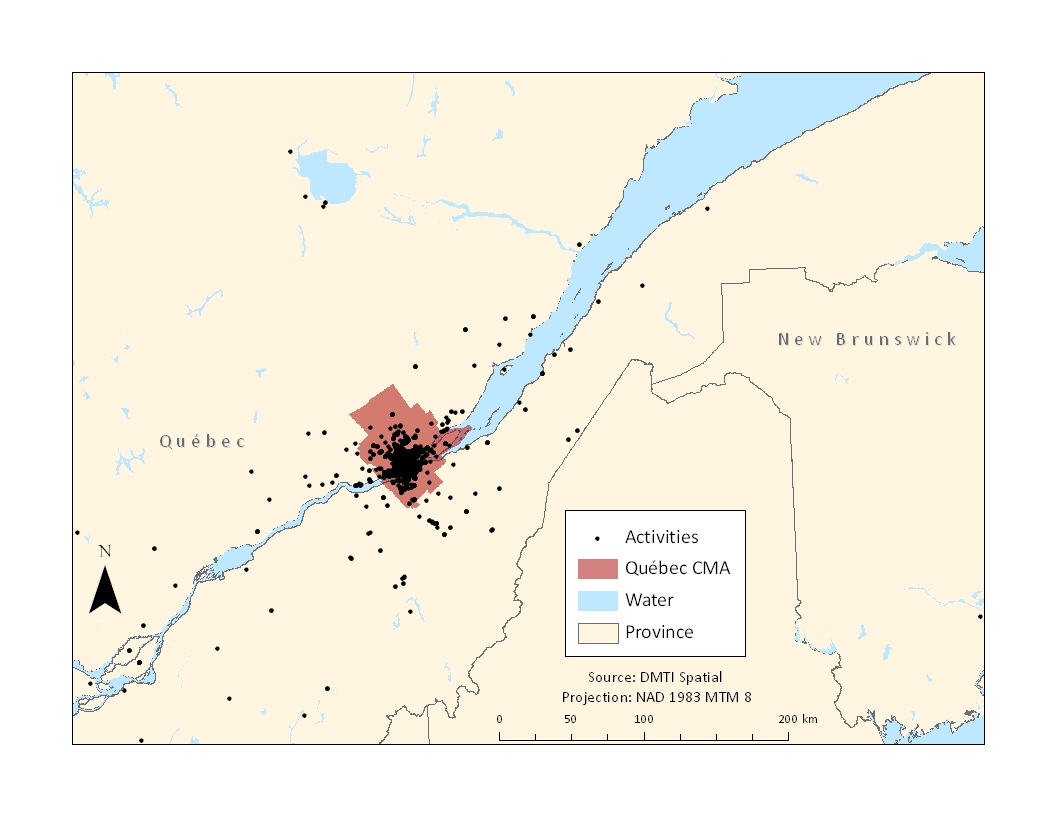 New Brunswick
Québec
N
Activities
Québec CMA
Water
Province
Source: DMTI Spatial
Projection: NAD 1983 MTM 8
0 50 100 200 km